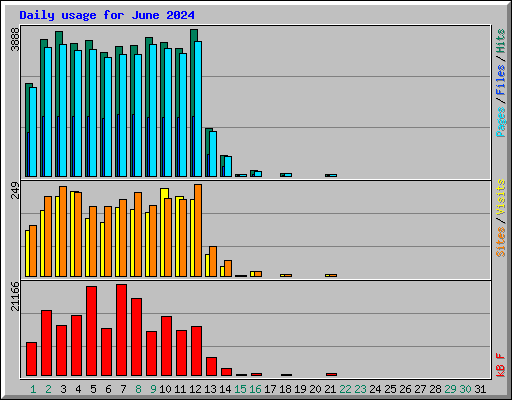 Daily usage for June 2024
3888
Pages / Files / Hits
249
Sites / Visits
21166
kB F
1 2 3 4 5 6 7 8 9 10 11 12 13 14 15 16 17 18 19 20 21 22 23 24 25 26 27 28 29 30 31